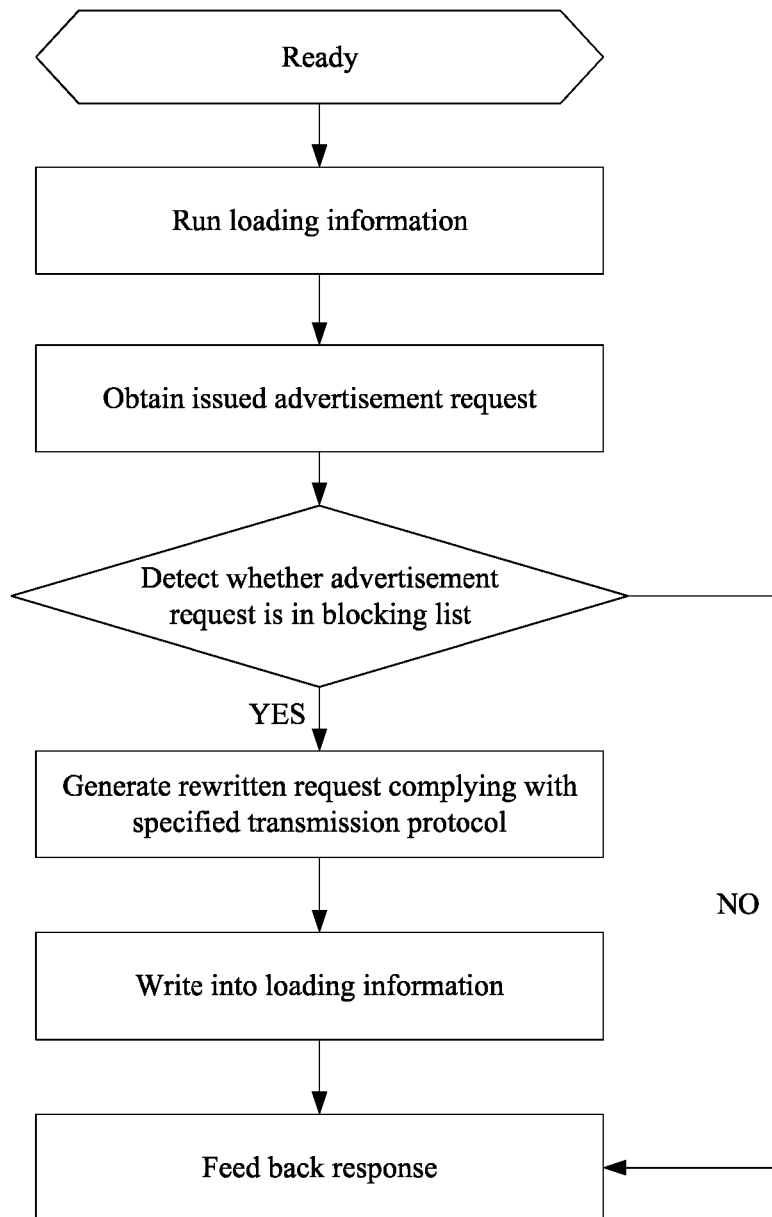 Ready
Run loading information
Obtain issued advertisement request
Detect whether advertisement
request is in blocking list
YES
Generate rewritten request complying with
specified transmission protocol
NO
Write into loading information
Feed back response